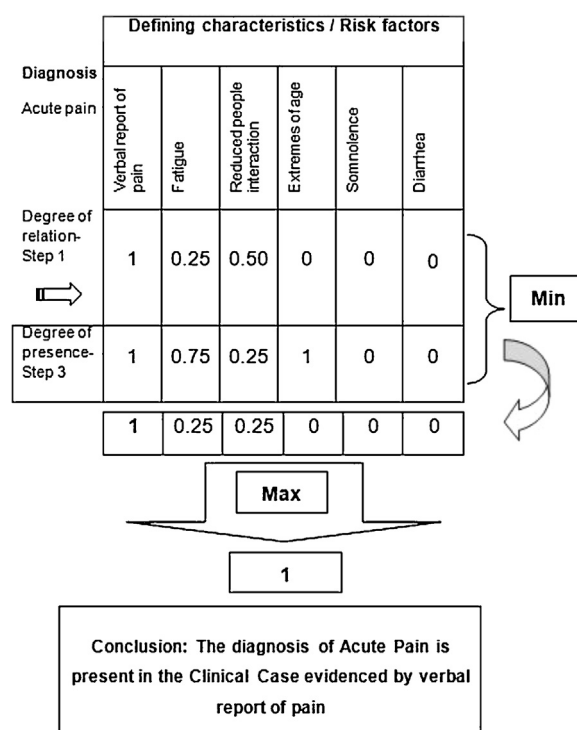 Defining characteristics / Risk factors
Diagnosis
Acute pain
Verbal report of
pain
Fatigue
Reduced people
interaction
Extremes of age
Somnolence
Diarrhea
Degree of
relation-
Step 1
1 0.25 0.50 0 0 0
Min
Degree of
presence-
Step 3
1 0.75 0.25 1 0 0
1 0.25 0.25 0 0 0
Max
1
Conclusion: The diagnosis of Acute Pain is
present in the Clinical Case evidenced by verbal
report of pain